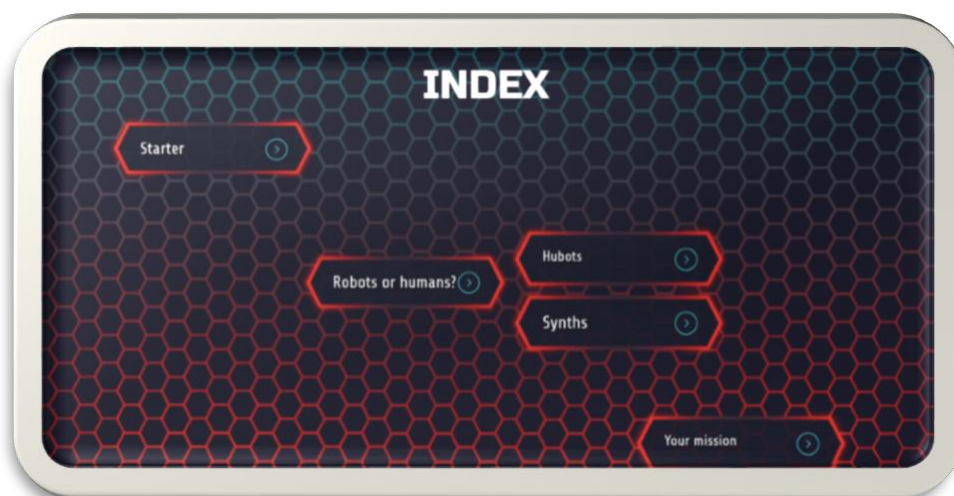 INDEX
Starter
Robots or humans?
Hubots
Synths
Your mission